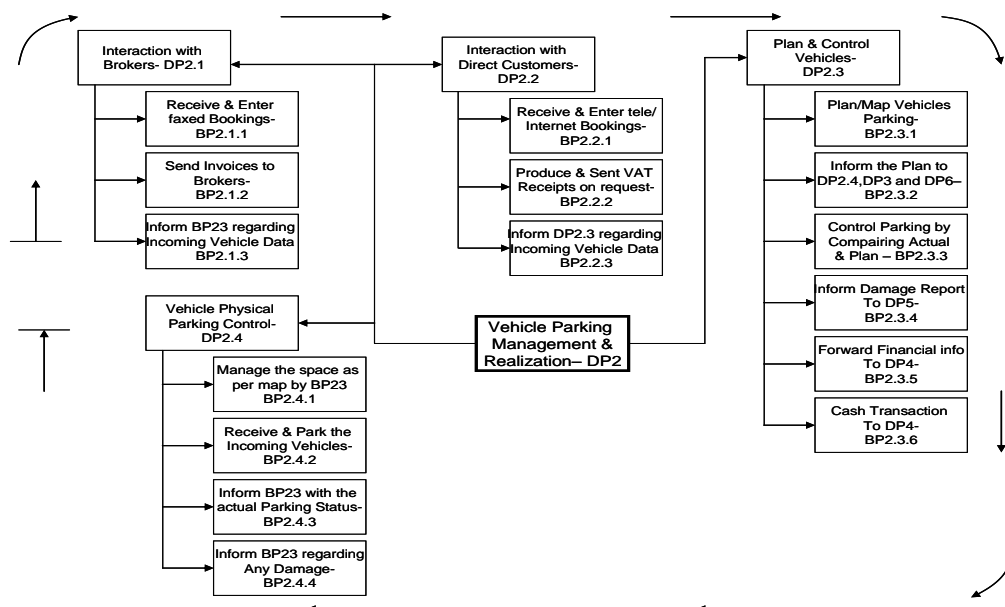 Interaction with
Brokers- DP2.1
Receive & Enter
faxed Bookings-
BP2.1.1
Send Invoices to
Brokers-
BP2.1.2
Inform BP23 regarding
Incoming Vehicle Data
BP2.1.3
Interaction with
Direct Customers-
DP2.2
Receive & Enter tele/
Internet Bookings-
BP2.2.1
Produce & Sent VAT
Receipts on request-
BP2.2.2
Inform DP2.3 regarding
Incoming Vehicle Data
BP2.2.3
Plan & Control
Vehicles-
DP2.3
Plan/Map Vehicles
Parking-
BP2.3.1
Inform the Plan to
DP2.4,DP3 and DP6–
BP2.3.2
Control Parking by
Compairing Actual
& Plan – BP2.3.3
Inform Damage Report
To DP5-
BP2.3.4
Forward Financial info
To DP4-
BP2.3.5
Cash Transaction
To DP4-
BP2.3.6
Vehicle Physical
Parking Control-
DP2.4
Manage the space as
per map by BP23
BP2.4.1
Receive & Park the
Incoming Vehicles-
BP2.4.2
Inform BP23 with the
actual Parking Status-
BP2.4.3
Inform BP23 regarding
Any Damage-
BP2.4.4
Vehicle Parking
Management &
Realization– DP2